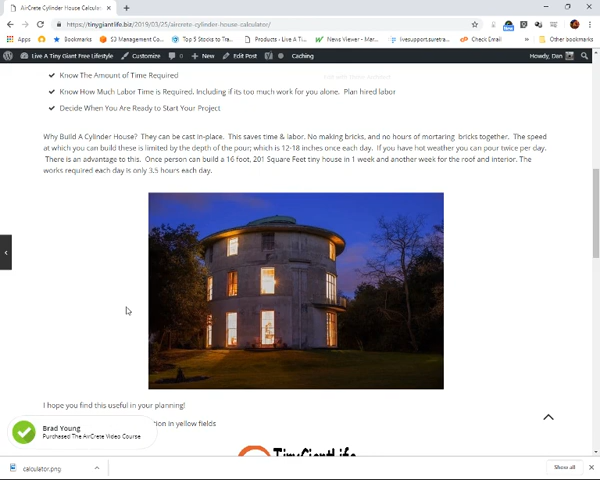 AirCrete Cylinder House Calcula
https://tinygiantlife.biz/2019/03/25/aircrete-cylinder-house-calculator/
Apps Bookmarks S3 Management Co... Top 5 Stocks to Tra... Products ‹ Live A Ti... News Viewer - Mar... livesupport.suretra... Check Email » Other bookmarks
Live A Tiny Giant Free Lifestyle Customize 0 New Edit Post Caching Howdy, Dan
Know The Amount of Time Required
Know How Much Labor Time is Required. Including if its too much work for you alone. Plan hired labor
Decide When You Are Ready to Start Your Project
Why Build A Cylinder House? They can be cast in-place. This saves time & labor. No making bricks, and no hours of mortaring bricks together. The speed
at which you can build these is limited by the depth of the pour; which is 12-18 inches once each day. If you have hot weather you can pour twice per day.
There is an advantage to this. Once person can build a 16 foot, 201 Square Feet tiny house in 1 week and another week for the roof and interior. The
works required each day is only 3.5 hours each day.
I hope you find this useful in your planning!
Brad Young
Purchased The AirCrete Video Course
tion in yellow fields
TinyGiantLife
calculator.png
Show all